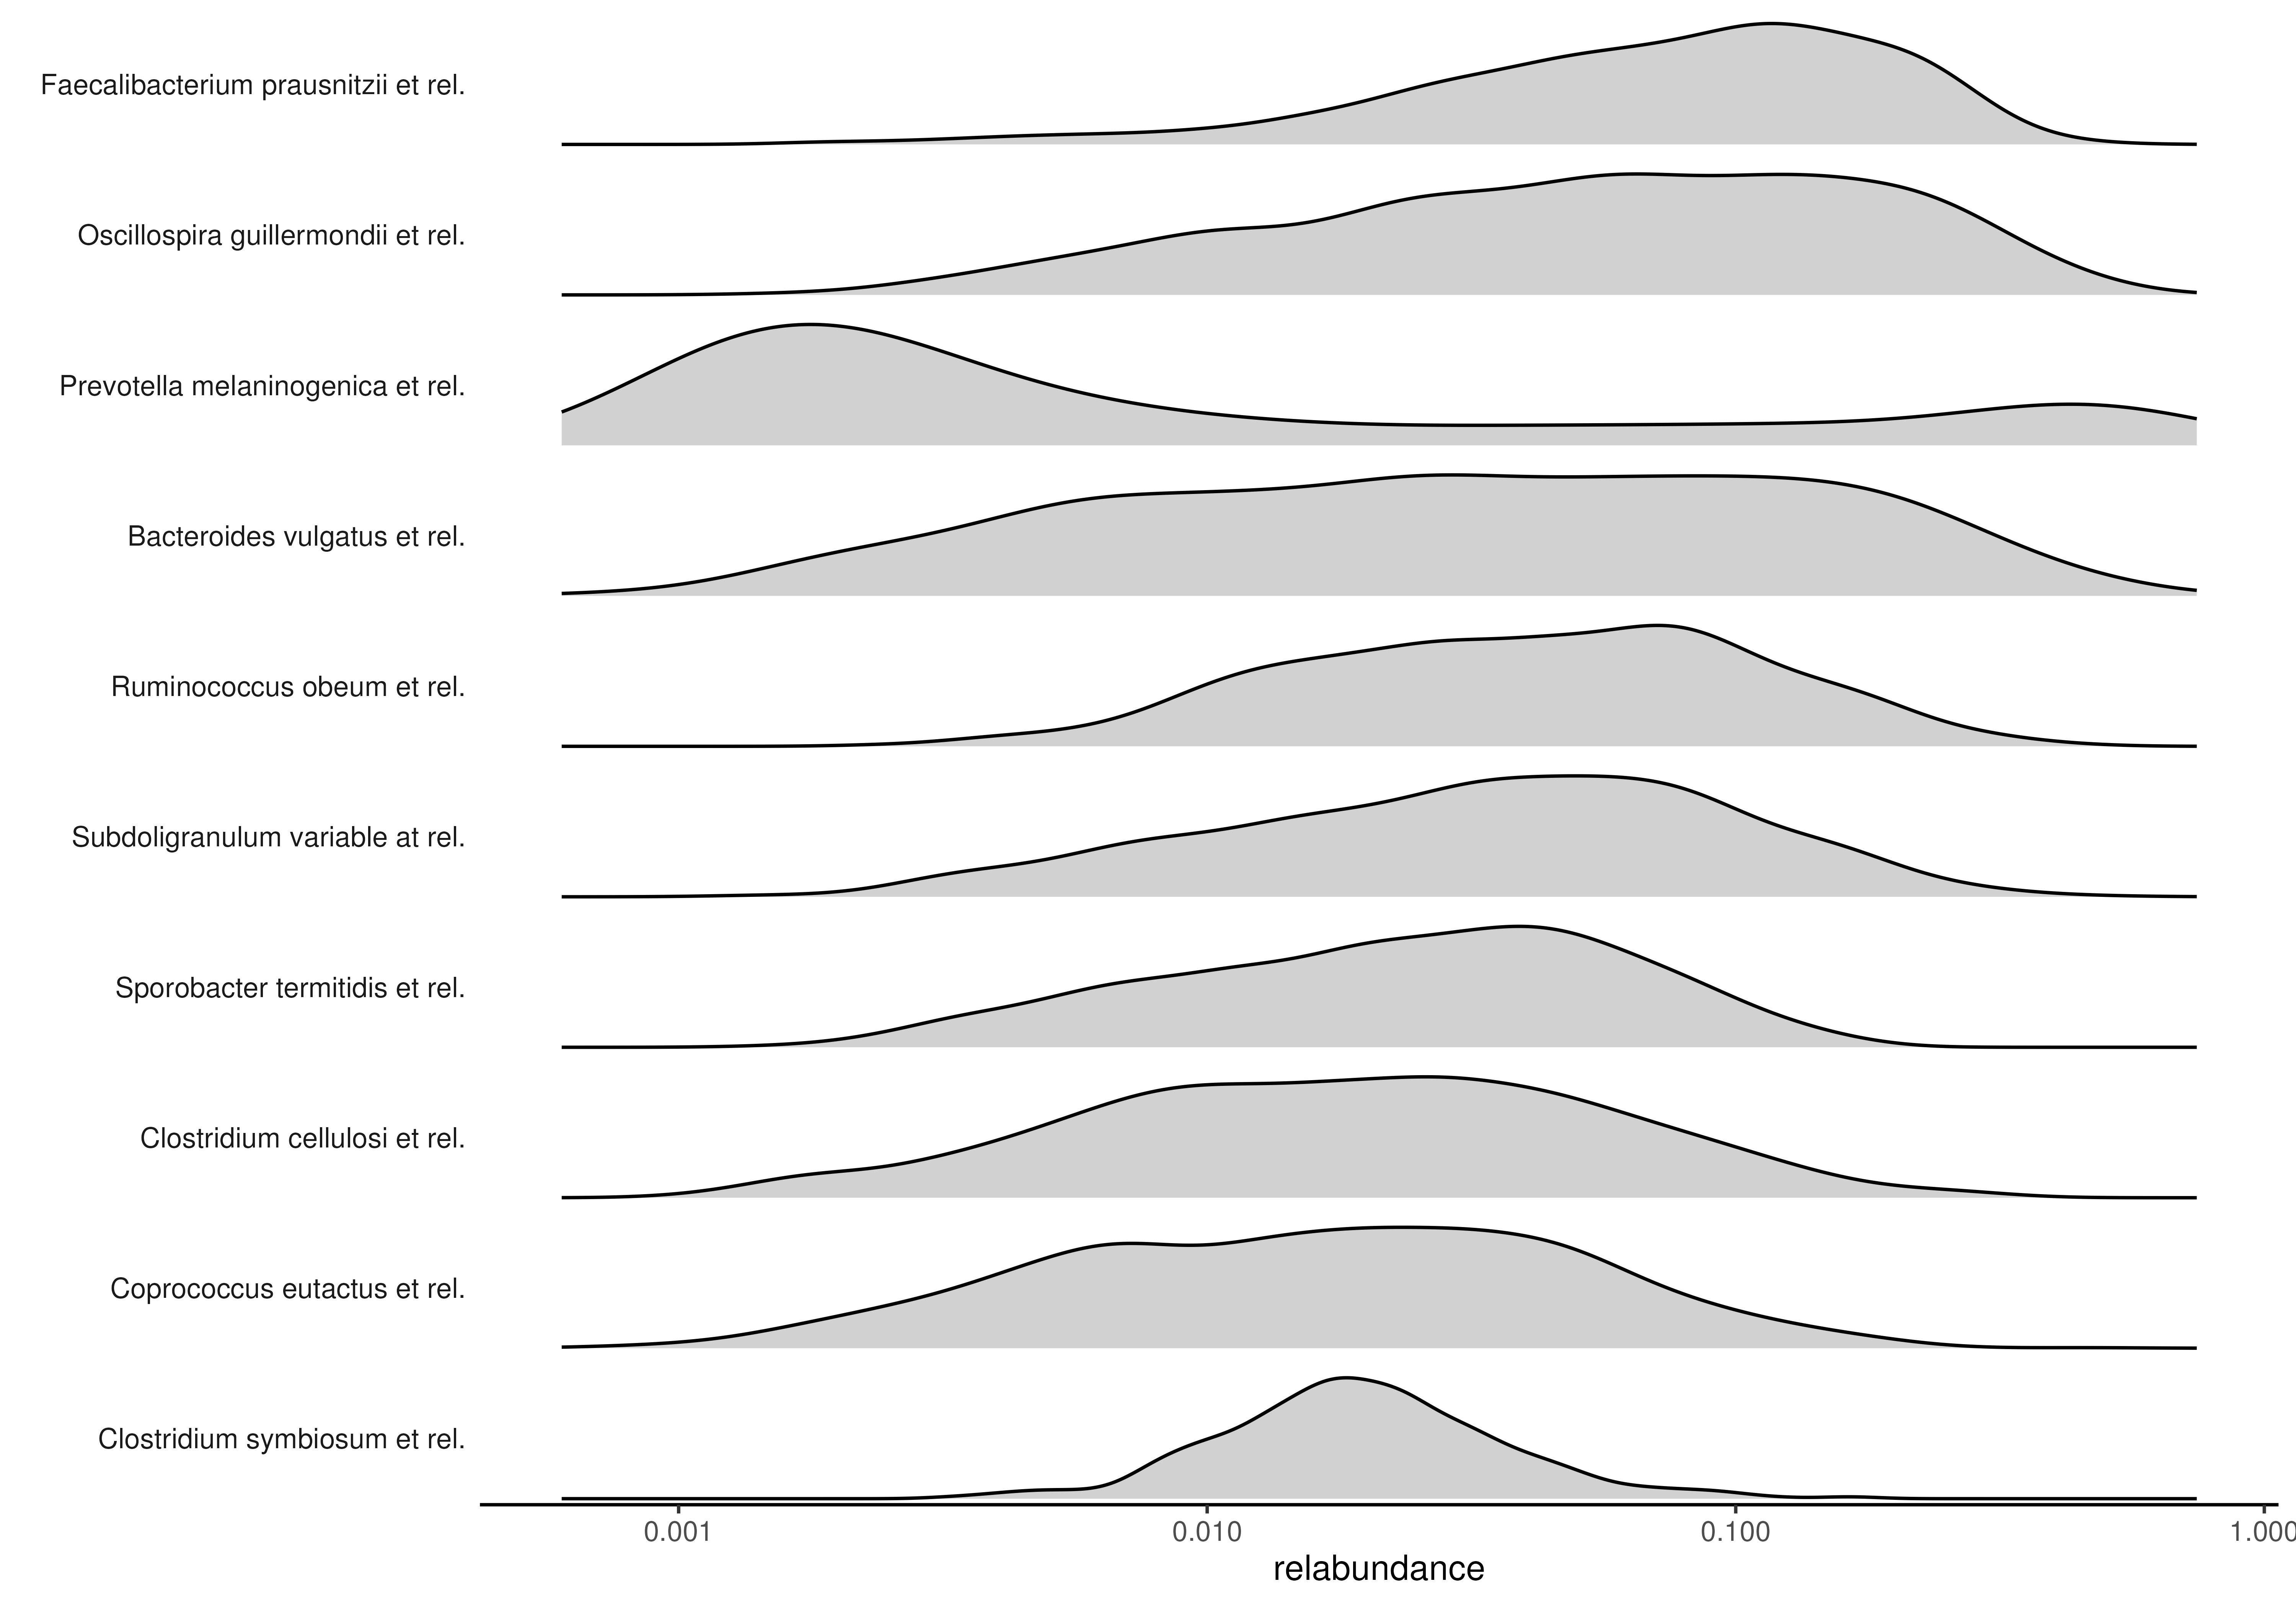 Faecalibacterium prausnitzii et rel.
Oscillospira guillermondii et rel.
Prevotella melaninogenica et rel.
Bacteroides vulgatus et rel.
Ruminococcus obeum et rel.
Subdoligranulum variable at rel.
Sporobacter termitidis et rel.
Clostridium cellulosi et rel.
Coprococcus eutactus et rel.
Clostridium symbiosum et rel.
0.001 0.010 0.100 1.000
relabundance